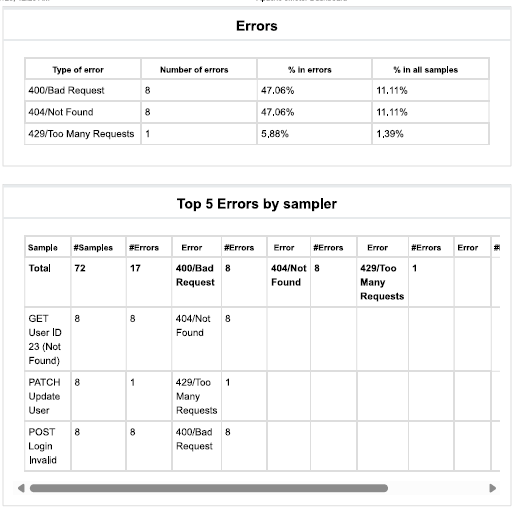 Errors
Type of error Number of errors % in errors % in all samples
400/Bad Request 8 47.06% 11.11%
404/Not Found 8 47.06% 11.11%
429/Too Many Requests 1 5.88% 1.39%
Top 5 Errors by sampler
Sample #Samples #Errors Error #Errors Error #Errors Error #Errors Error
Total 72 17 400/Bad 8 404/Not 8 429/Too 1
Request Found Many
Requests
GET 8 8 404/Not 8
User ID Found
23 (Not
Found)
PATCH 8 1 429/Too 1
Update Many
User Requests
POST 8 8 400/Bad 8
Login Request
Invalid